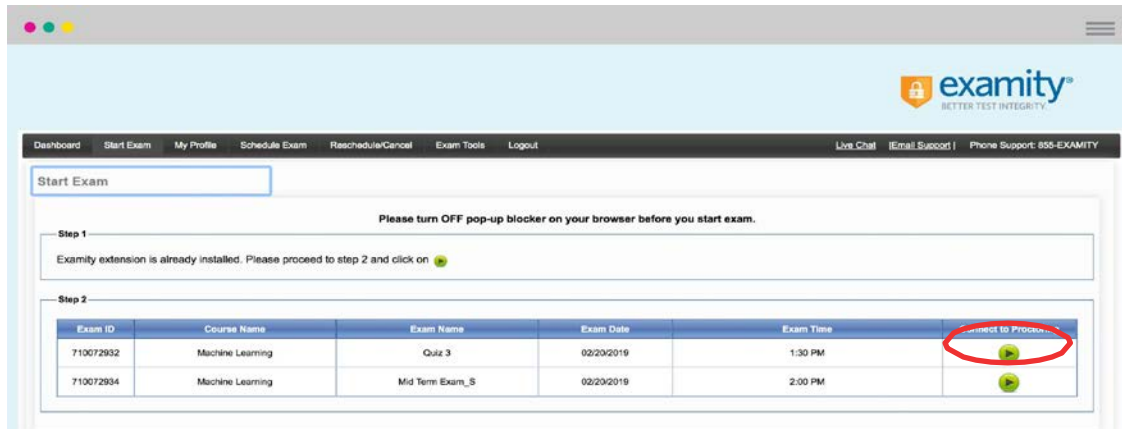 examity®
BETTER TEST INTEGRITY.
Dashboard Start Exam My Profile Schedule Exam Reschedule/Cancel Exam Tools Logout Live Chat |Email Support| Phone Support: 855-EXAMITY
Start Exam
Please turn OFF pop-up blocker on your browser before you start exam.
Step 1
Examity extension is already installed. Please proceed to step 2 and click on
Step 2
Exam ID Course Name Exam Name Exam Date Exam Time Connect to Proctoring
710072932 Machine Learning Quiz 3 02/20/2019 1:30 PM
710072934 Machine Learning Mid Term Exam_S 02/20/2019 2:00 PM